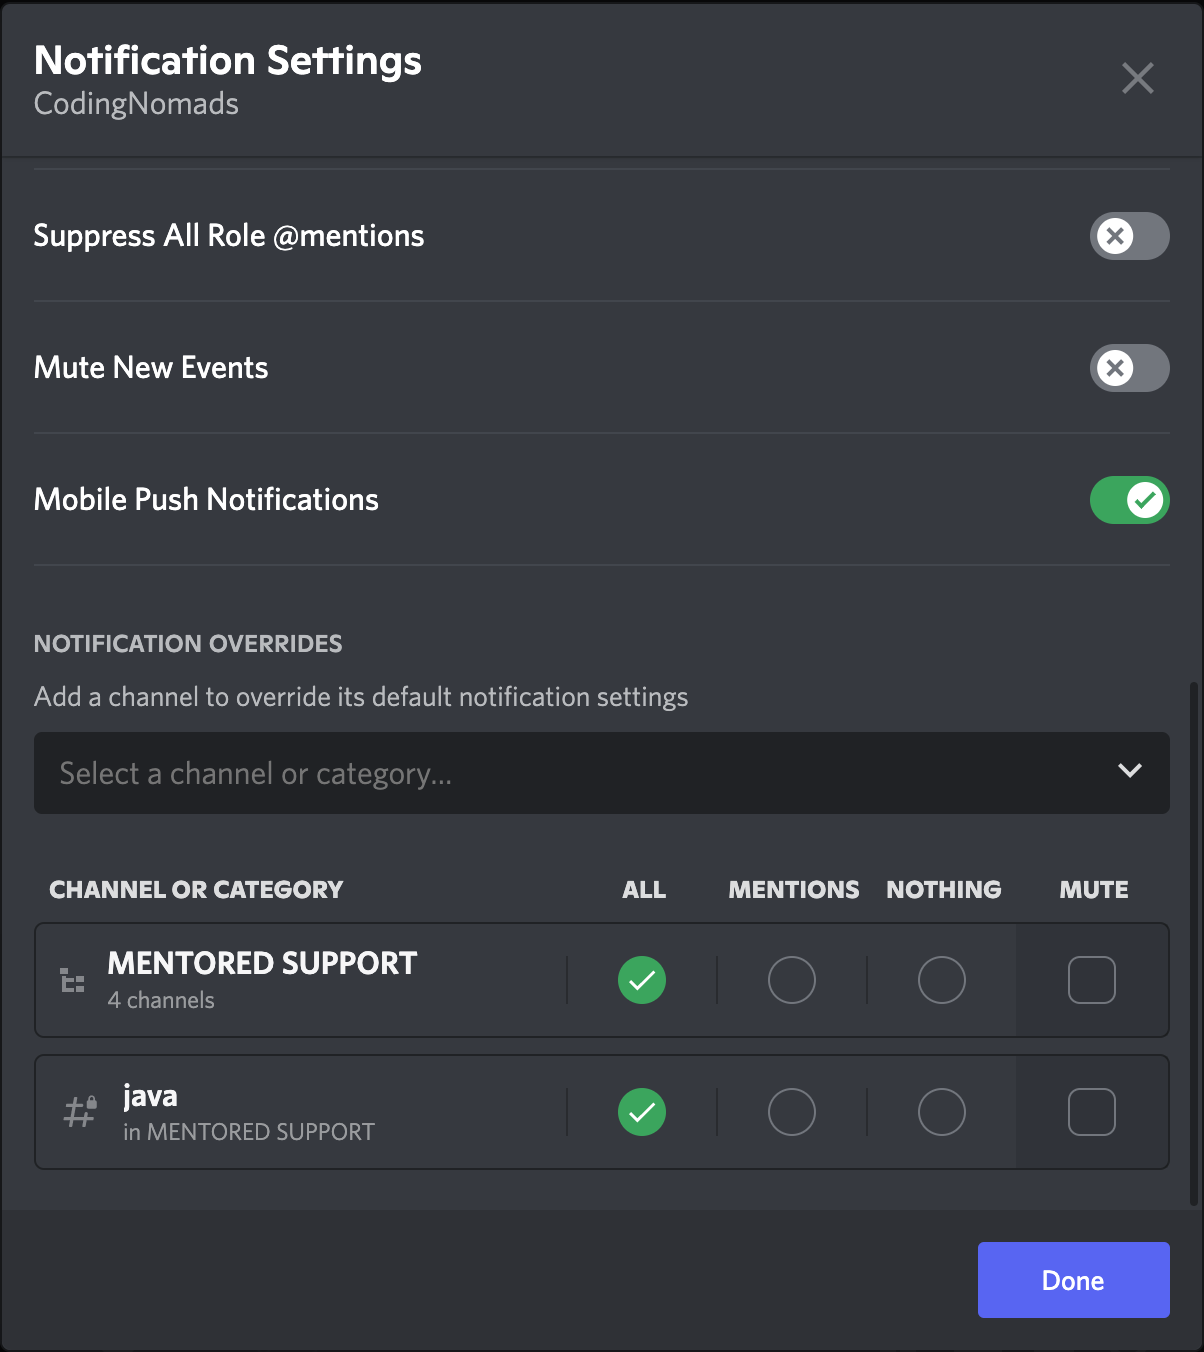 Notification Settings
CodingNomads
Suppress All Role @mentions
Mute New Events
Mobile Push Notifications
NOTIFICATION OVERRIDES
Add a channel to override its default notification settings
Select a channel or category...
CHANNEL OR CATEGORY ALL MENTIONS NOTHING MUTE
MENTORED SUPPORT
4 channels
java
in MENTORED SUPPORT
Done